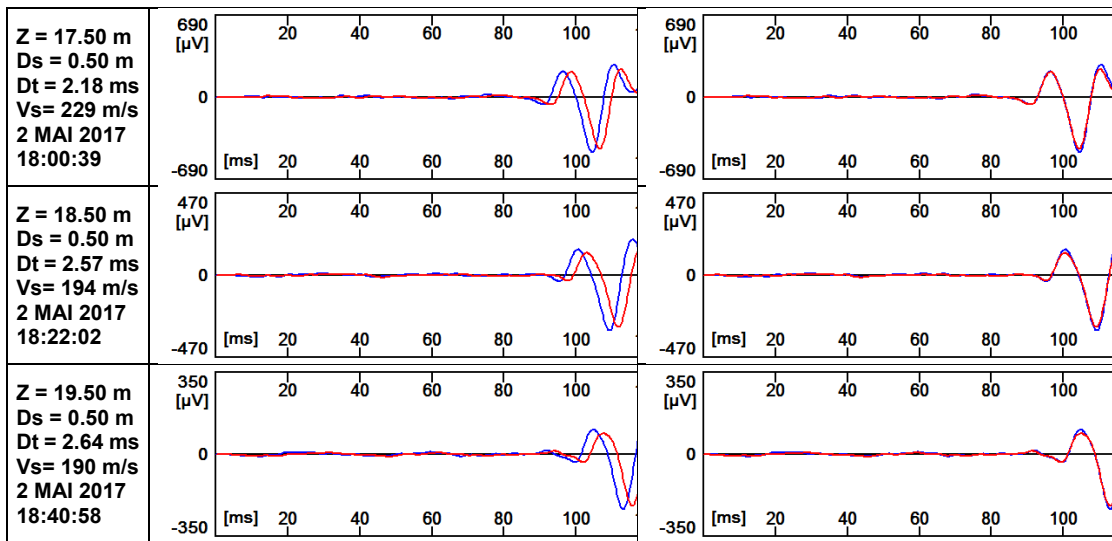 Z = 17.50 m
Ds = 0.50 m
Dt = 2.18 ms
Vs= 229 m/s
2 MAI 2017
18:00:39
690 20 40 60 80 100
[µV]
0
-690 [ms] 20 40 60 80 100
690 20 40 60 80 100
[µV]
0
-690 [ms] 20 40 60 80 100
Z = 18.50 m
Ds = 0.50 m
Dt = 2.57 ms
Vs= 194 m/s
2 MAI 2017
18:22:02
470 20 40 60 80 100
[µV]
0
-470 [ms] 20 40 60 80 100
470 20 40 60 80 100
[µV]
0
-470 [ms] 20 40 60 80 100
Z = 19.50 m
Ds = 0.50 m
Dt = 2.64 ms
Vs= 190 m/s
2 MAI 2017
18:40:58
350 20 40 60 80 100
[µV]
0
-350 [ms] 20 40 60 80 100
350 20 40 60 80 100
[µV]
0
-350 [ms] 20 40 60 80 100